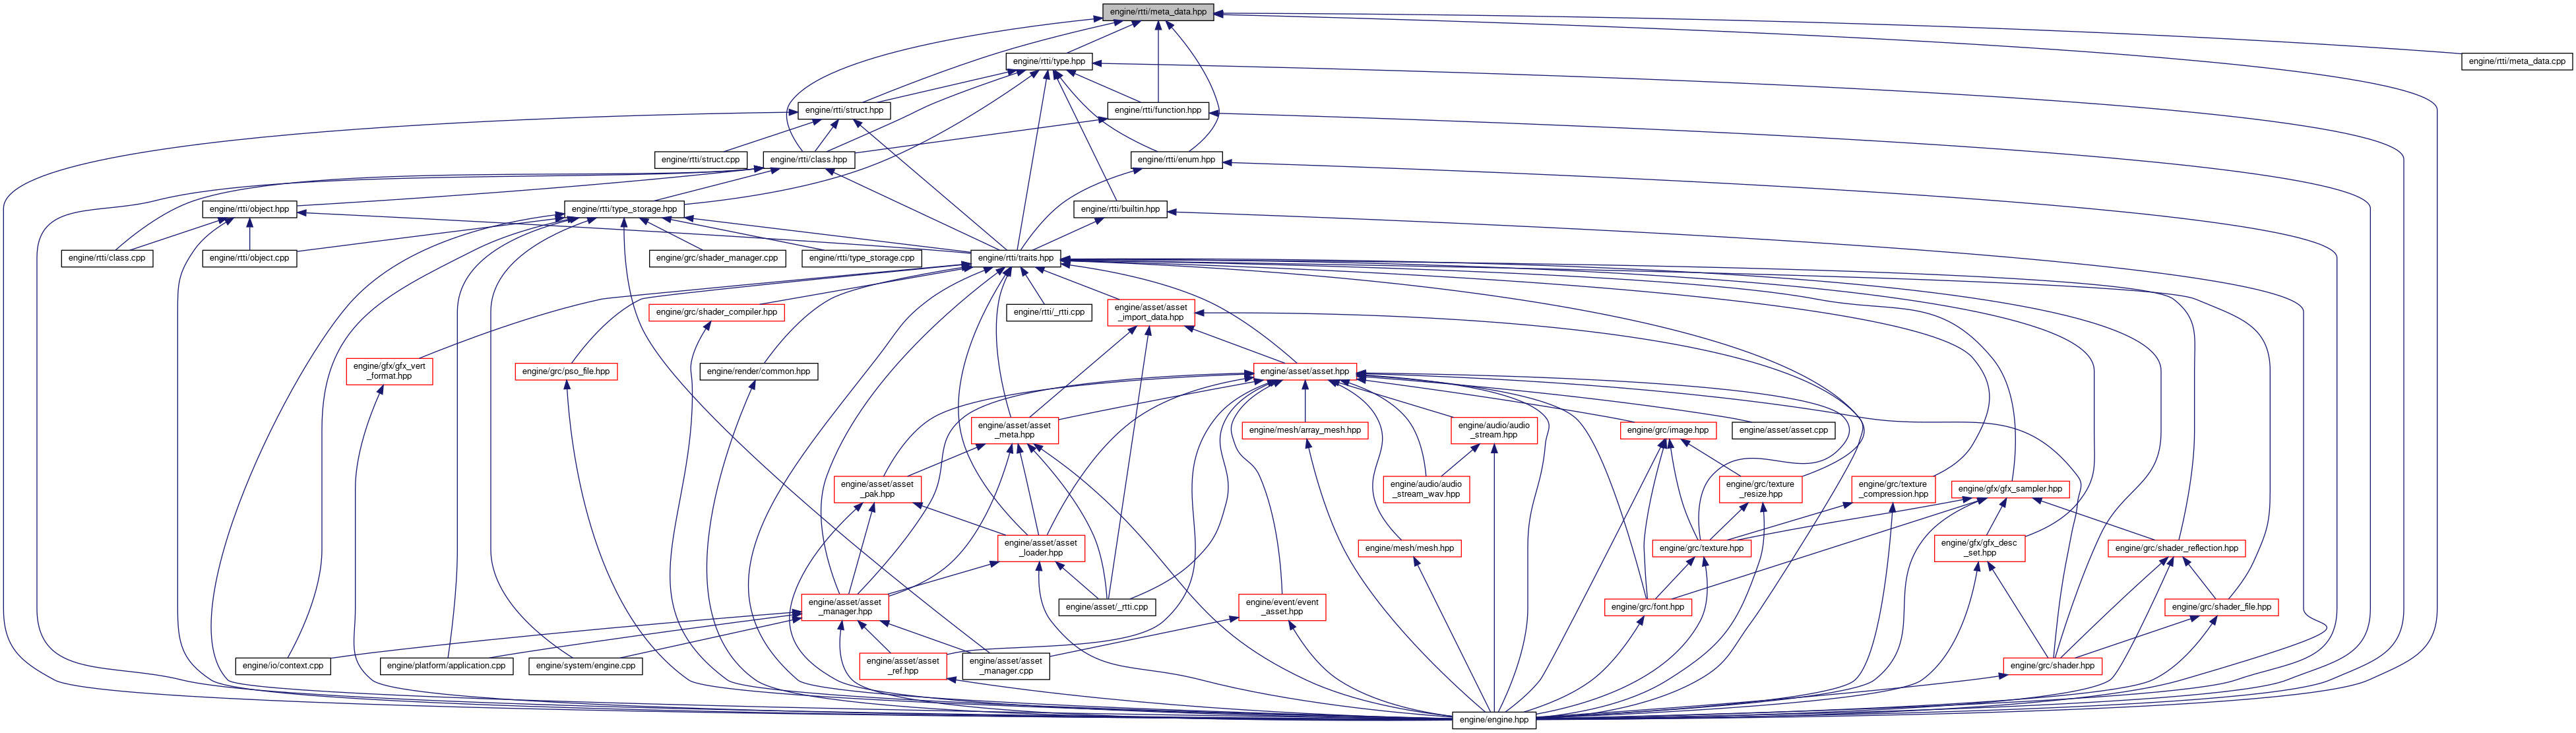 engine/rtti/meta_data.hpp
engine/rtti/type.hpp
engine/rtti/meta_data.cpp
engine/rtti/struct.hpp
engine/rtti/function.hpp
engine/rtti/struct.cpp
engine/rtti/class.hpp
engine/rtti/enum.hpp
engine/rtti/object.hpp
engine/rtti/type_storage.hpp
engine/rtti/builtin.hpp
engine/rtti/class.cpp
engine/rtti/object.cpp
engine/grc/shader_manager.cpp
engine/rtti/type_storage.cpp
engine/rtti/traits.hpp
engine/grc/shader_compiler.hpp
engine/rtti/_rtti.cpp
engine/asset/asset
_import_data.hpp
engine/gfx/gfx_vert
_format.hpp
engine/grc/pso_file.hpp
engine/render/common.hpp
engine/asset/asset.hpp
engine/asset/asset
_meta.hpp
engine/mesh/array_mesh.hpp
engine/audio/audio
_stream.hpp
engine/grc/image.hpp
engine/asset/asset.cpp
engine/asset/asset
_pak.hpp
engine/audio/audio
_stream_wav.hpp
engine/grc/texture
_resize.hpp
engine/grc/texture
_compression.hpp
engine/gfx/gfx_sampler.hpp
engine/asset/asset
_loader.hpp
engine/mesh/mesh.hpp
engine/grc/texture.hpp
engine/gfx/gfx_desc
_set.hpp
engine/grc/shader_reflection.hpp
engine/asset/asset
_manager.hpp
engine/asset/_rtti.cpp
engine/event/event
_asset.hpp
engine/grc/font.hpp
engine/grc/shader_file.hpp
engine/io/context.cpp
engine/platform/application.cpp
engine/system/engine.cpp
engine/asset/asset
_ref.hpp
engine/asset/asset
_manager.cpp
engine/grc/shader.hpp
engine/engine.hpp